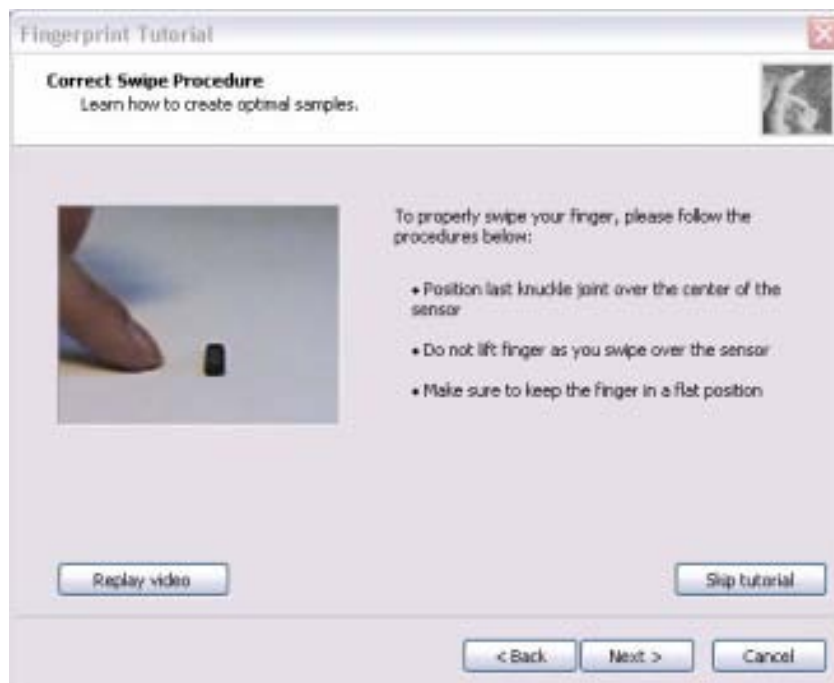 Fingerprint Tutorial
Correct Swipe Procedure
Learn how to create optimal samples.
To properly swipe your finger, please follow the
procedures below:
• Position last knuckle joint over the center of the
sensor
• Do not lift finger as you swipe over the sensor
• Make sure to keep the finger in a flat position
Replay video
Skip tutorial
< Back
Next >
Cancel